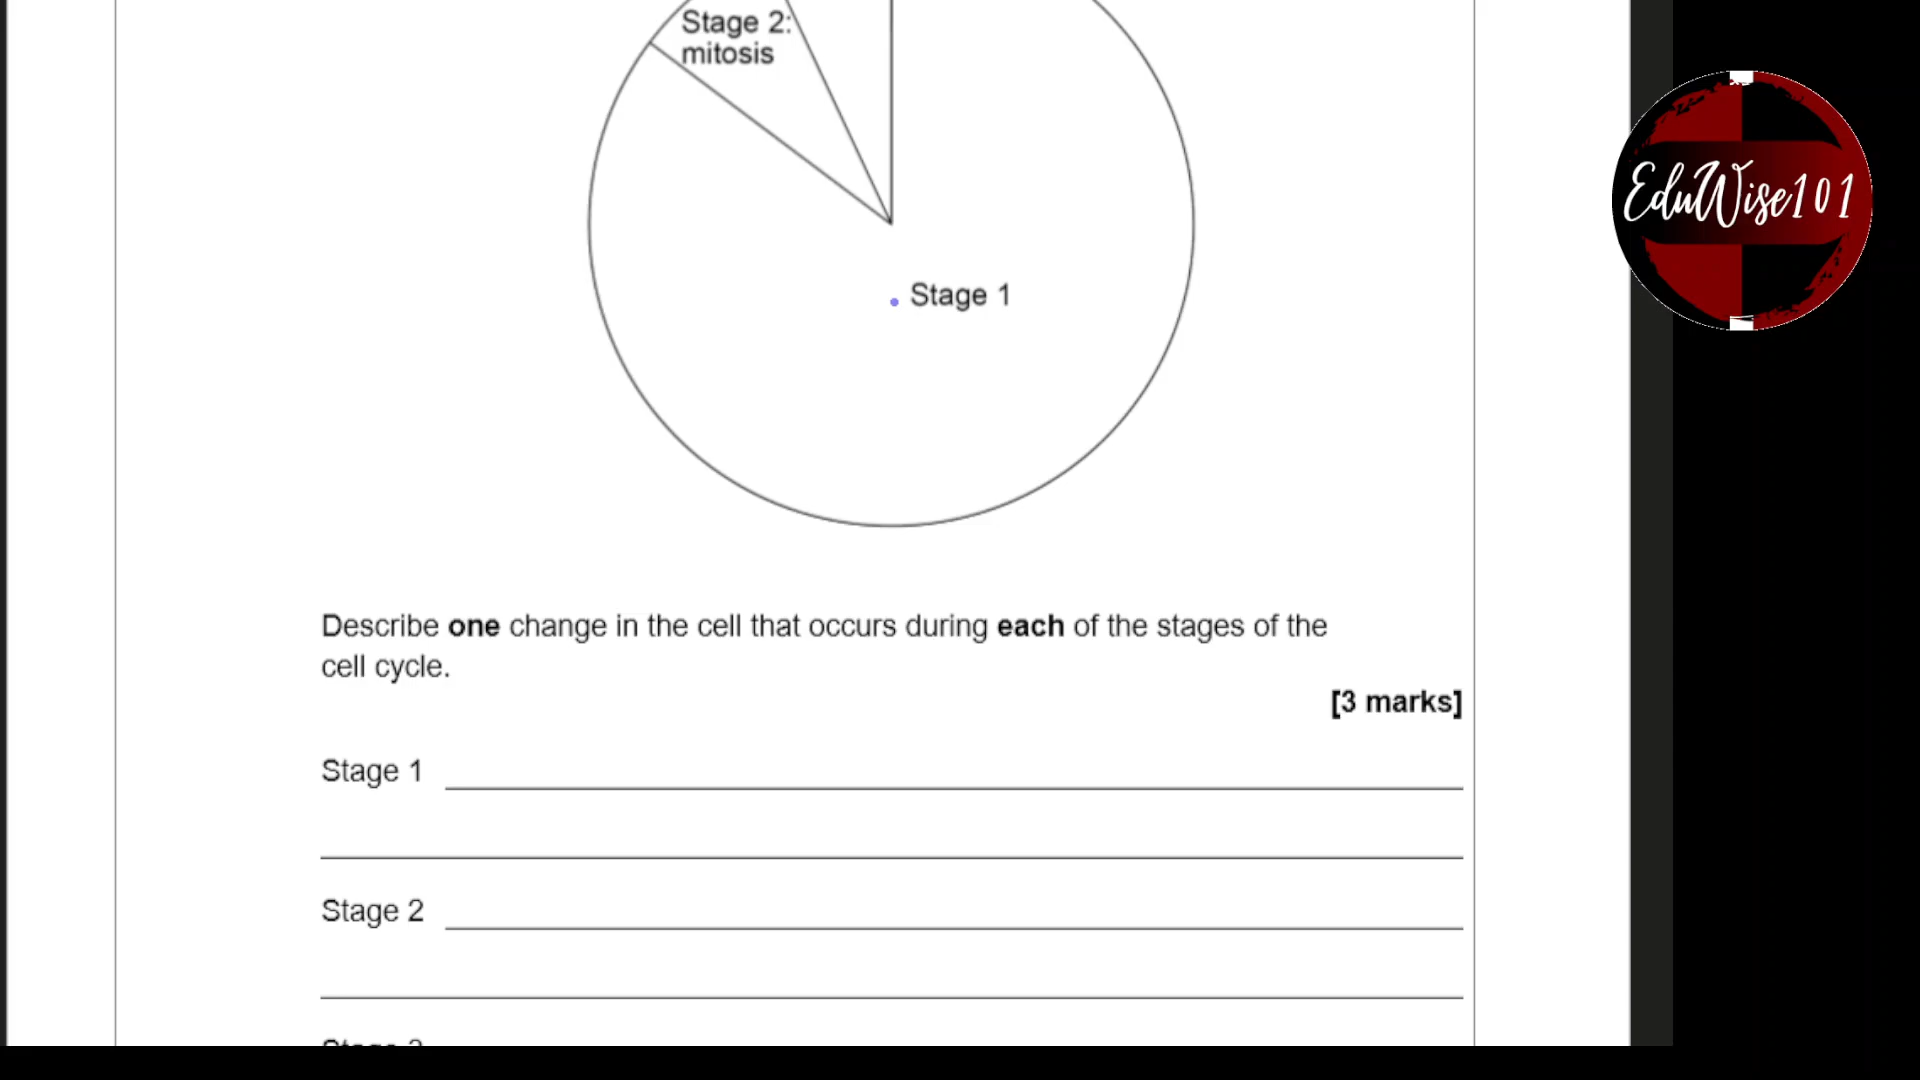 Stage 2:
mitosis
EduWise101
Stage 1
Describe one change in the cell that occurs during each of the stages of the
cell cycle.
[3 marks]
Stage 1
Stage 2